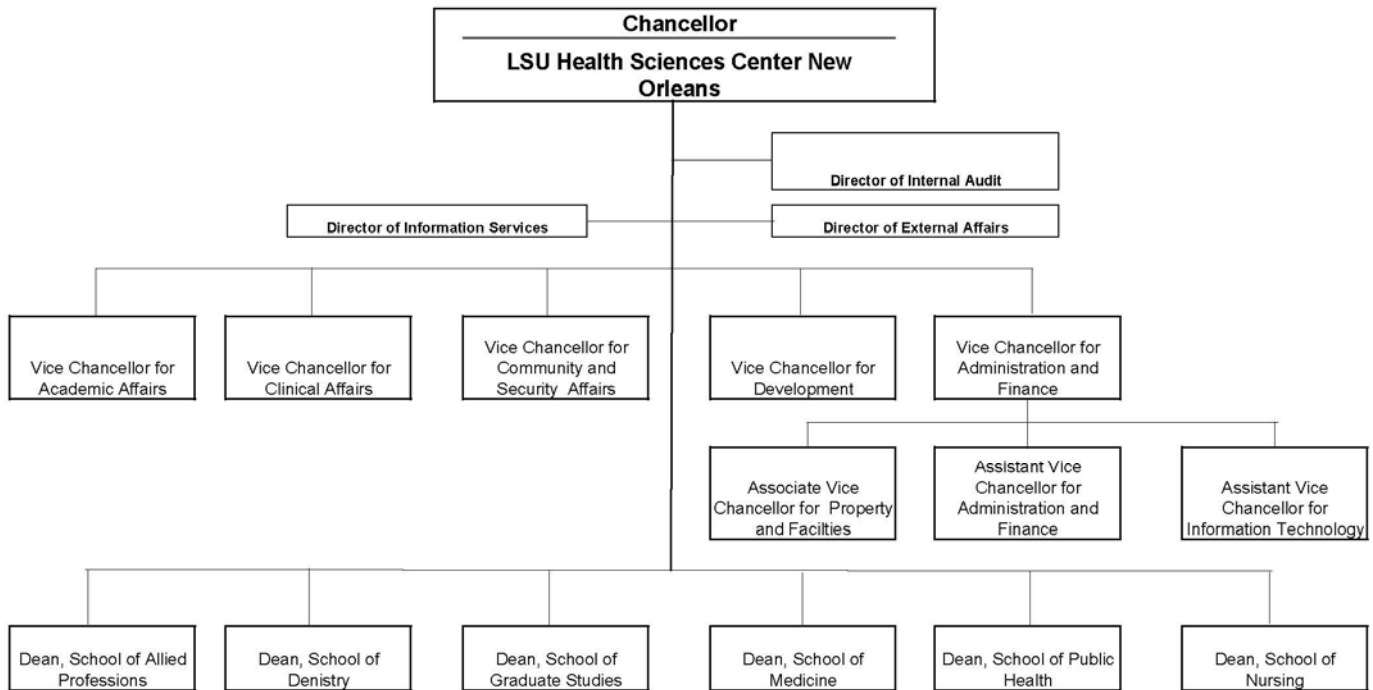 Chancellor
LSU Health Sciences Center New
Orleans
Director of Internal Audit
Director of Information Services
Director of External Affairs
Vice Chancellor for
Academic Affairs
Vice Chancellor for
Clinical Affairs
Vice Chancellor for
Community and
Security Affairs
Vice Chancellor for
Development
Vice Chancellor for
Administration and
Finance
Associate Vice
Chancellor for Property
and Facilties
Assistant Vice
Chancellor for
Administration and
Finance
Assistant Vice
Chancellor for
Information Technology
Dean, School of Allied
Professions
Dean, School of
Denistry
Dean, School of
Graduate Studies
Dean, School of
Medicine
Dean, School of Public
Health
Dean, School of
Nursing